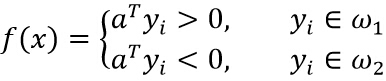 f(x) = { aᵀyᵢ > 0, yᵢ ∈ ω₁
aᵀyᵢ < 0, yᵢ ∈ ω₂